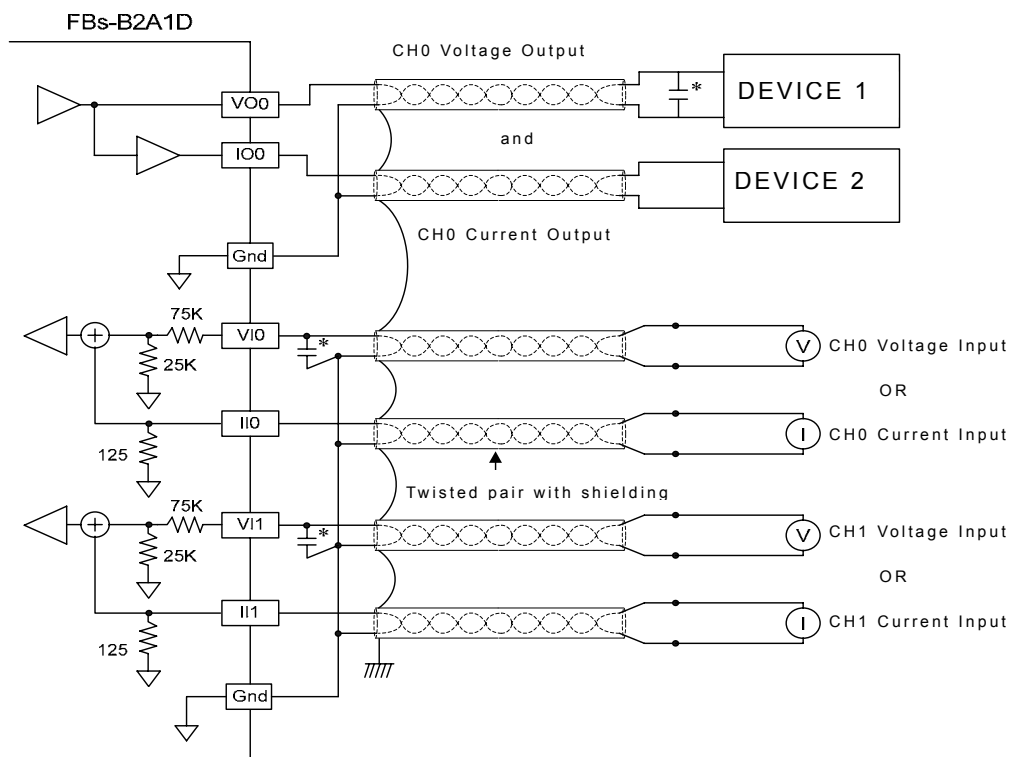 FBs-B2A1D
CH0 Voltage Output
VO0
*
DEVICE 1
and
IO0
DEVICE 2
CH0 Current Output
Gnd
75K
VI0
*
25K
V
CH0 Voltage Input
OR
II0
125
I
CH0 Current Input
Twisted pair with shielding
75K
VI1
*
25K
V
CH1 Voltage Input
OR
II1
125
I
CH1 Current Input
Gnd